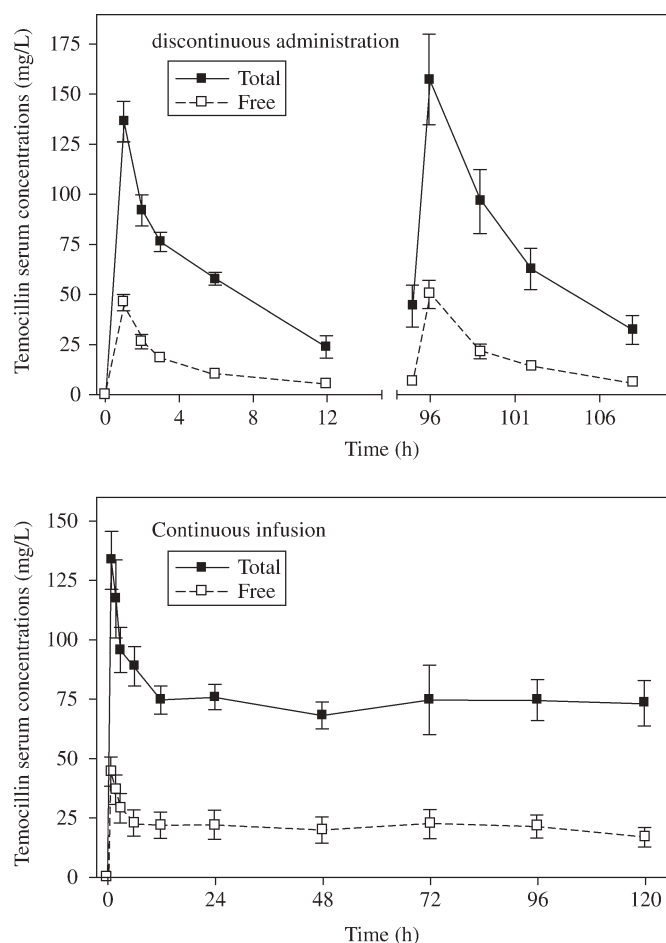 Temocillin serum concentrations (mg/L)
175
150
125
100
75
50
25
0
discontinuous administration
Total
Free
0 4 8 12 96 101 106
Time (h)
Temocillin serum concentrations (mg/L)
150
125
100
75
50
25
0
Continuous infusion
Total
Free
0 24 48 72 96 120
Time (h)